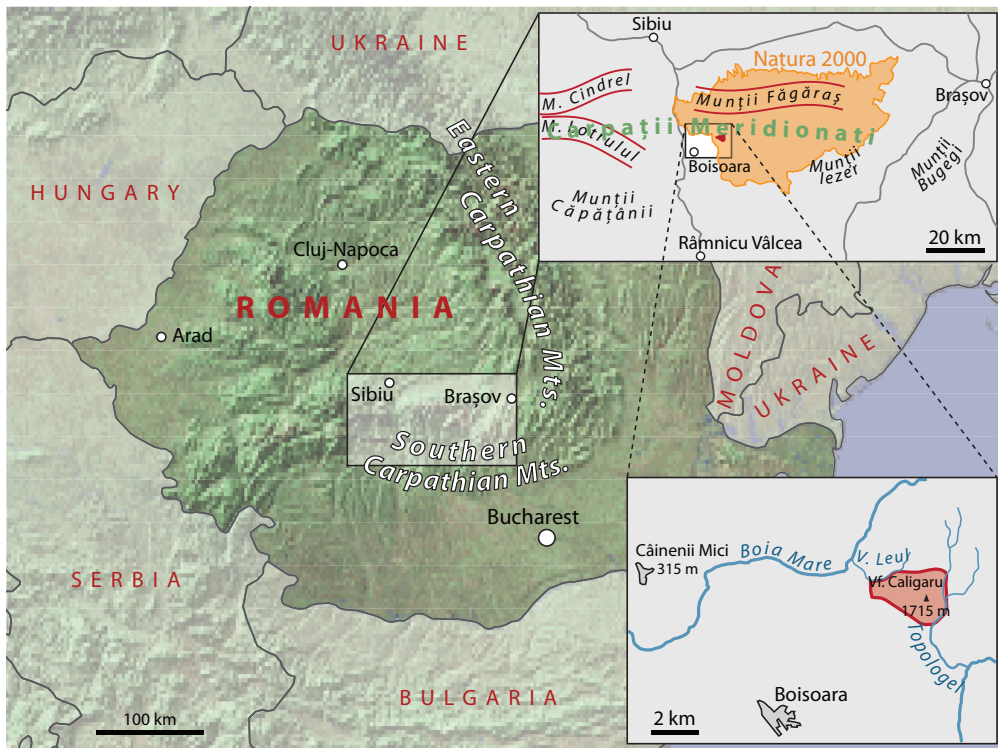 UKRAINE
HUNGARY
Cluj-Napoca
ROMANIA
Arad
Eastern
Carpathian Mts.
Sibiu
Brașov
Southern
Carpathian Mts.
Bucharest
MOLDOVA
UKRAINE
SERBIA
BULGARIA
100 km
Sibiu
Natura 2000
Brașov
M. Cindrel
Munții Făgăraș
Carpații Meridionati
M. Lotrului
Boisoara
Munții
Iezer
Munții
Bugegi
Munții
Căpățânii
Râmnicu Vâlcea
20 km
Câinenii Mici
315 m
Boia Mare
V. Leul
Vf. Caligaru
1715 m
Topologel
Boisoara
2 km